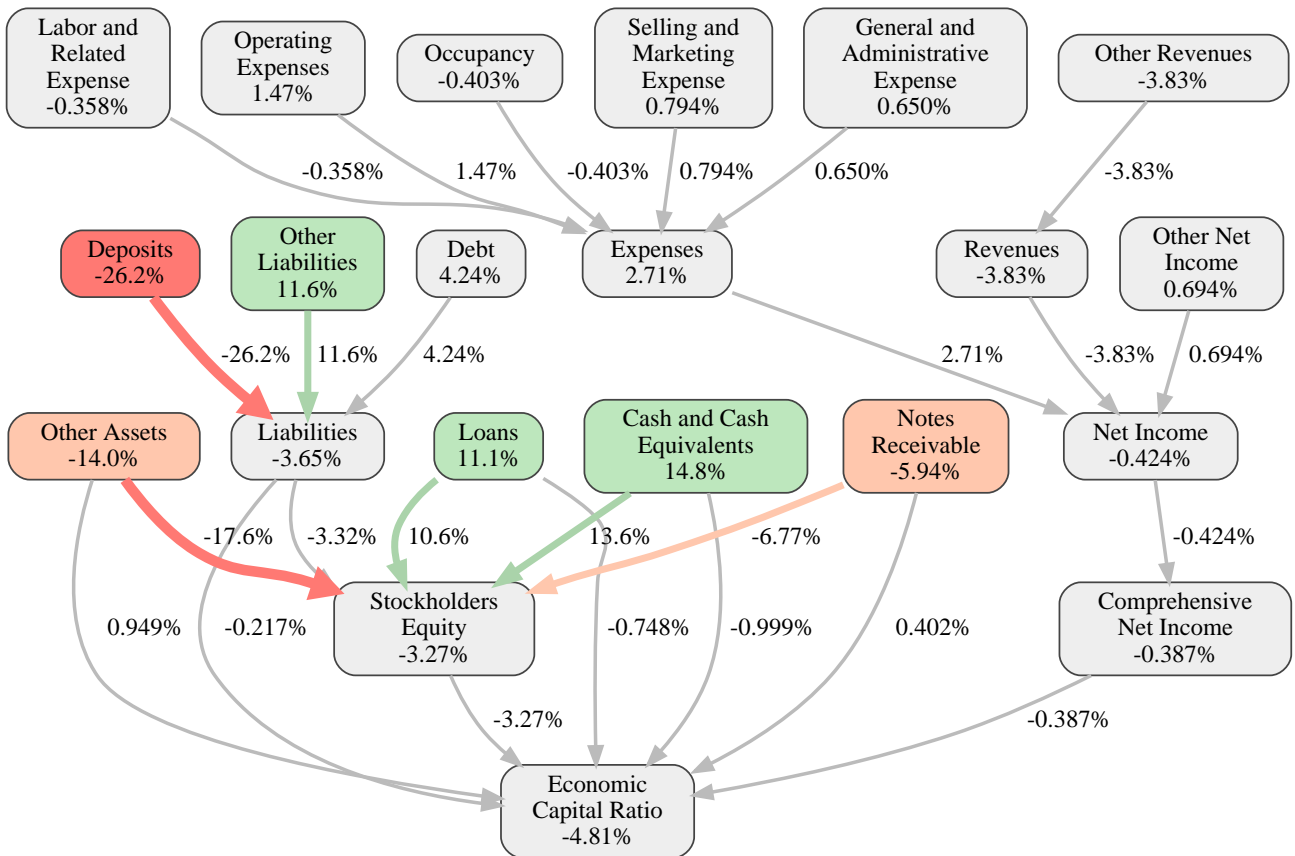 Labor and
Related
Expense
-0.358%
Operating
Expenses
1.47%
Occupancy
-0.403%
Selling and
Marketing
Expense
0.794%
General and
Administrative
Expense
0.650%
Other Revenues
-3.83%
-0.358%
1.47%
-0.403%
0.794%
0.650%
-3.83%
Deposits
-26.2%
Other
Liabilities
11.6%
Debt
4.24%
Expenses
2.71%
Revenues
-3.83%
Other Net
Income
0.694%
-26.2%
11.6%
4.24%
2.71%
-3.83%
0.694%
Other Assets
-14.0%
Liabilities
-3.65%
Loans
11.1%
Cash and Cash
Equivalents
14.8%
Notes
Receivable
-5.94%
Net Income
-0.424%
-17.6%
-3.32%
10.6%
13.6%
-6.77%
-0.424%
Stockholders
Equity
-3.27%
Comprehensive
Net Income
-0.387%
0.949%
-0.217%
-0.748%
-0.999%
0.402%
-3.27%
-0.387%
Economic
Capital Ratio
-4.81%